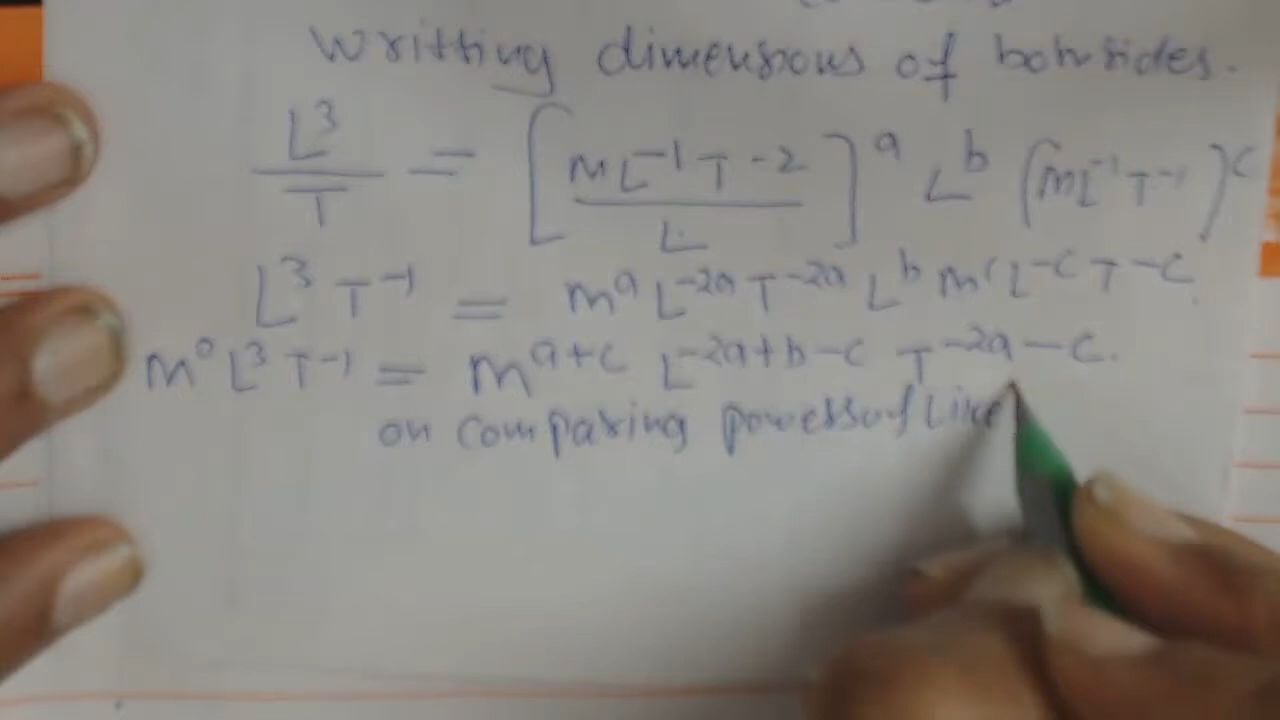 Writting dimensions of both sides.
L³/T = [ML⁻¹T⁻²/L]ᵃ Lᵇ (ML⁻¹T⁻¹)ᶜ
L³T⁻¹ = Mᵃ L⁻²ᵃ T⁻²ᵃ Lᵇ Mᶜ L⁻ᶜ T⁻ᶜ
M⁰L³T⁻¹ = Mᵃ⁺ᶜ L⁻²ᵃ⁺ᵇ⁻ᶜ T⁻²ᵃ⁻ᶜ.
on comparing powers of Like